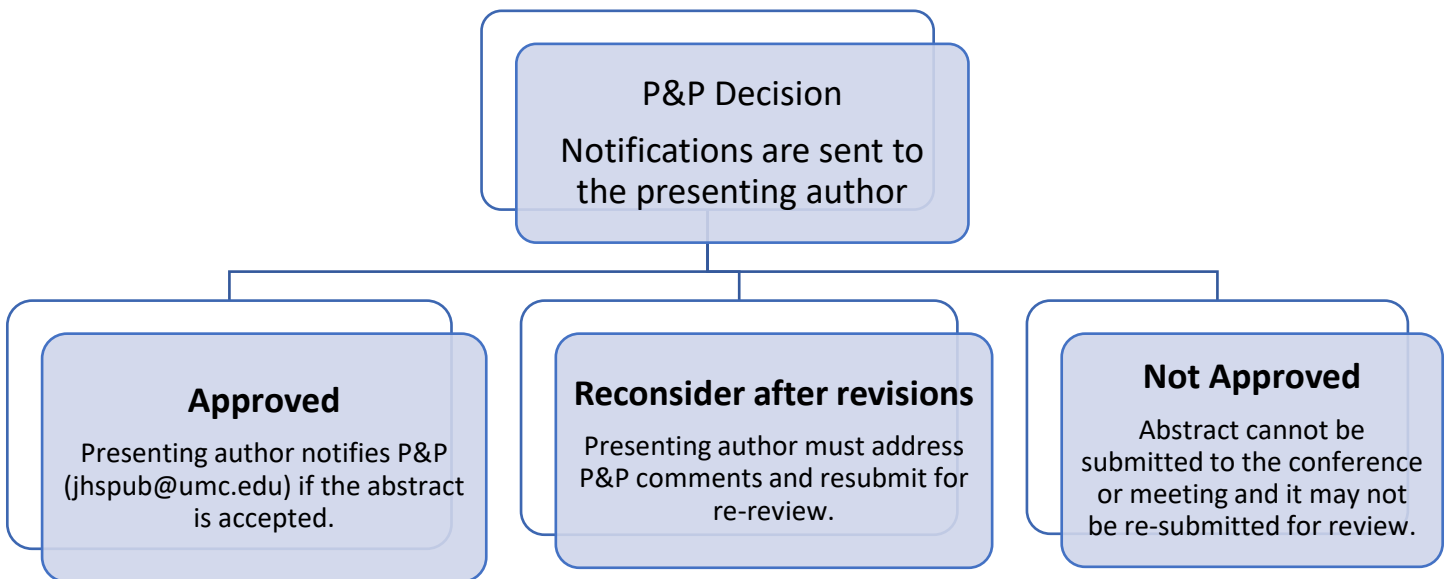 P&P Decision
Notifications are sent to
the presenting author
Approved
Presenting author notifies P&P
(jhspub@umc.edu) if the abstract
is accepted.
Reconsider after revisions
Presenting author must address
P&P comments and resubmit for
re-review.
Not Approved
Abstract cannot be
submitted to the conference
or meeting and it may not
be re-submitted for review.